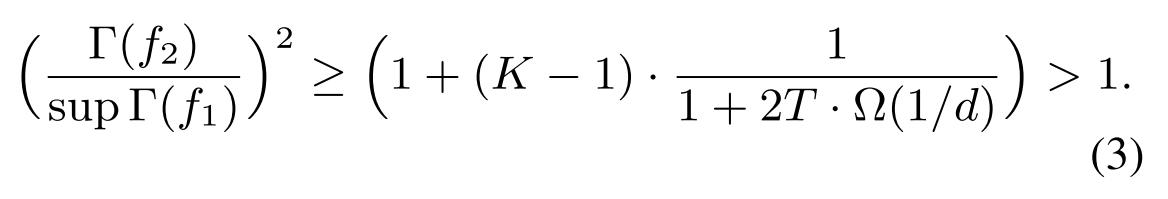 \left(\frac{\Gamma(f_2)}{\sup \Gamma(f_1)}\right)^2 \geq \left(1 + (K - 1) \cdot \frac{1}{1 + 2T \cdot \Omega(1/d)}\right) > 1.
(3)